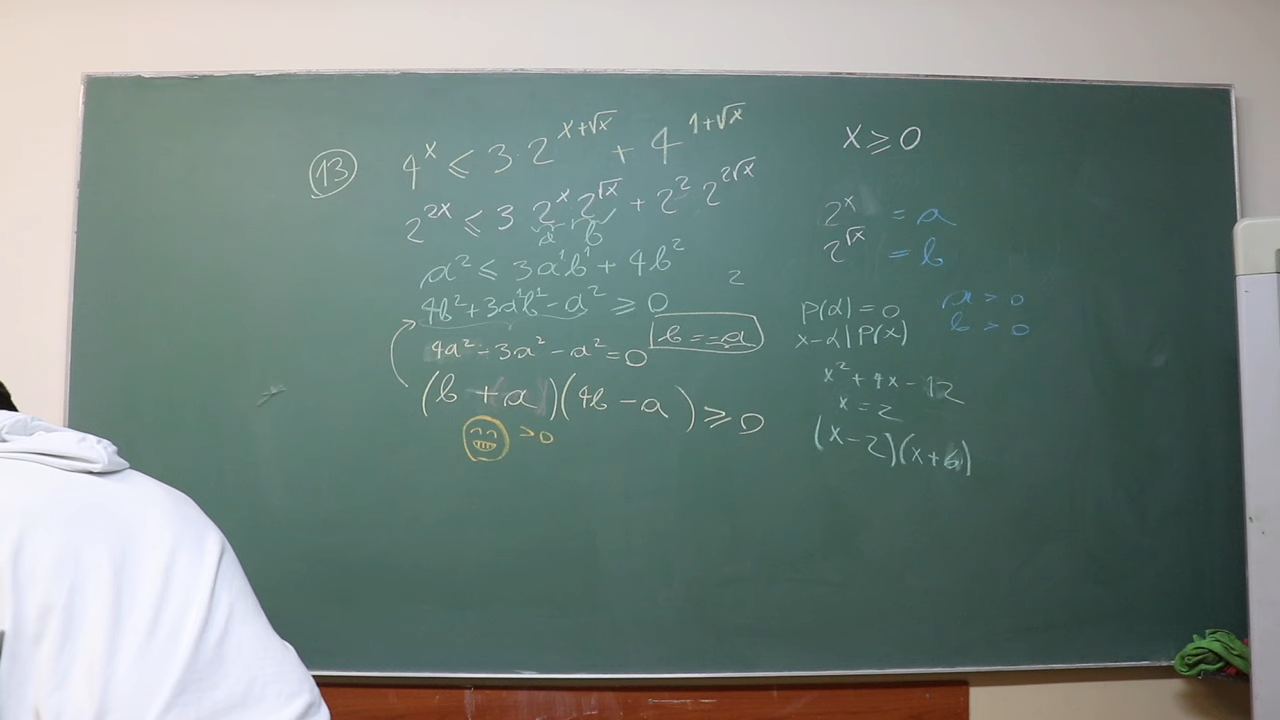 13
4^x ≤ 3·2^{x+√x} + 4^{1+√x}
2^{2x} ≤ 3 2^x 2^{√x} + 2^2 2^{2√x}
a b
a^2 ≤ 3a^1b^1 + 4b^2
2
4b^2 + 3a^1b^1 - a^2 ≥ 0
4a^2 - 3a^2 - a^2 = 0
b = -a
(b + a)(4b - a) ≥ 0
> 0
x ≥ 0
2^x = a
2^{√x} = b
a > 0
b > 0
P(α) = 0
x-α | P(x)
x^2 + 4x - 12
x = 2
(x-2)(x+6)